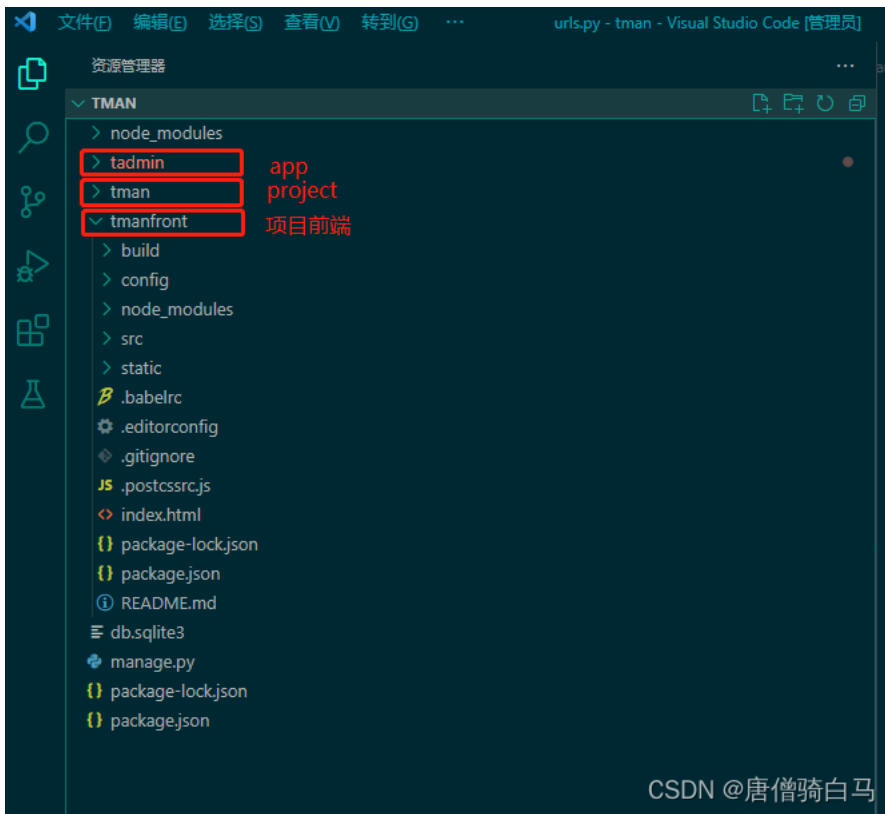 文件(F) 编辑(E) 选择(S) 查看(V) 转到(G) ··· urls.py - tman - Visual Studio Code [管理员]
资源管理器 ···
TMAN
node_modules
tadmin app
tman project
tmanfront 项目前端
build
config
node_modules
src
static
.babelrc
.editorconfig
.gitignore
JS .postcssrc.js
<> index.html
{} package-lock.json
{} package.json
README.md
db.sqlite3
manage.py
{} package-lock.json
{} package.json
CSDN @唐僧骑白马